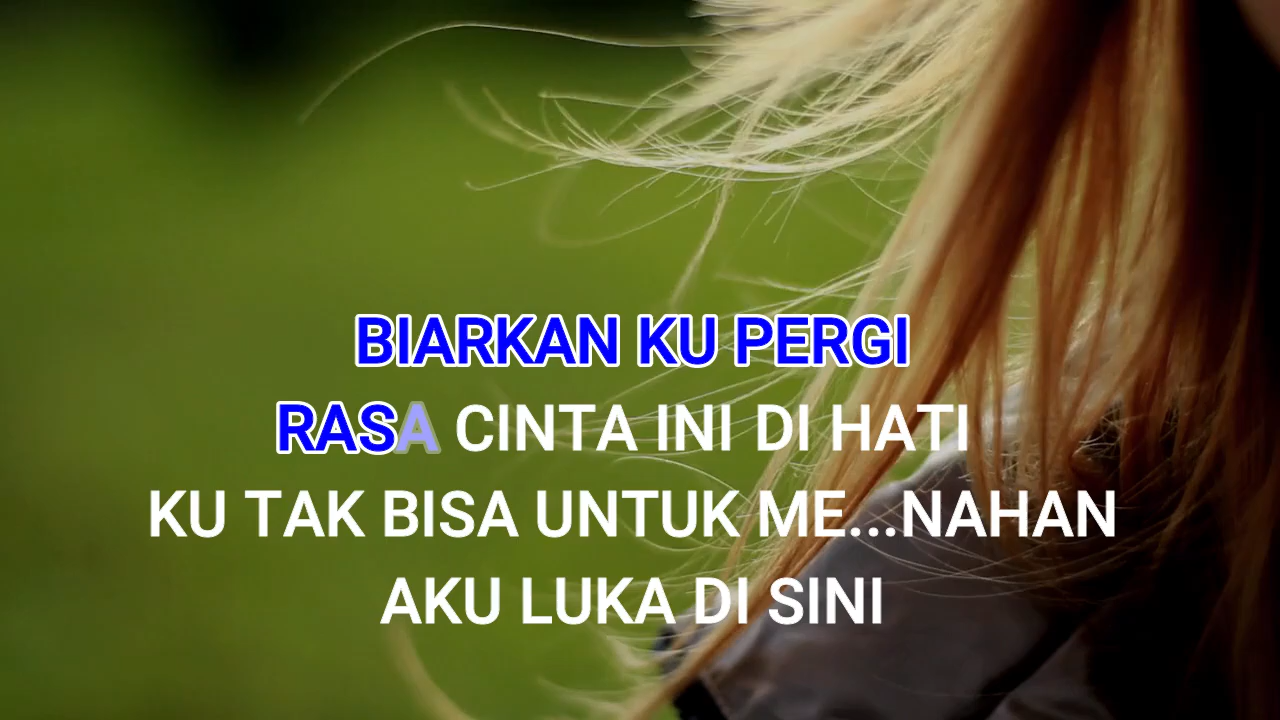 BIARKAN KU PERGI
RASA CINTA INI DI HATI
KU TAK BISA UNTUK ME...NAHAN
AKU LUKA DI SINI